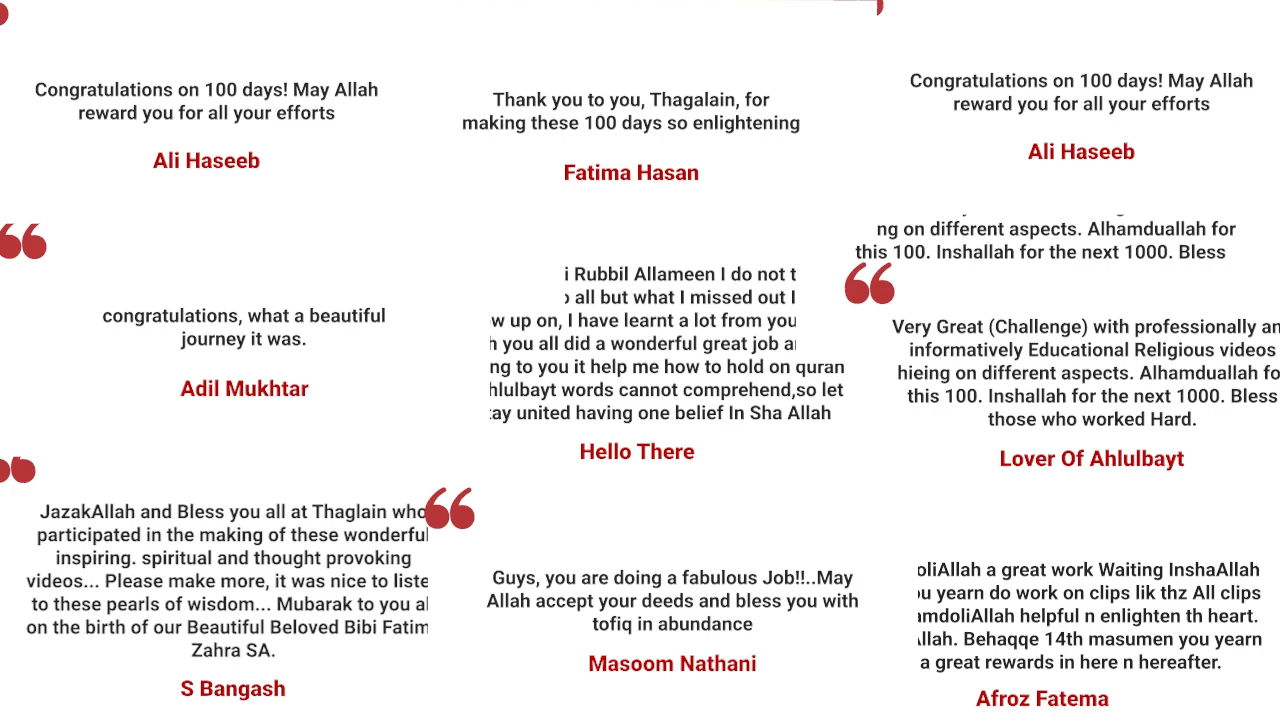 Congratulations on 100 days! May Allah
reward you for all your efforts
Ali Haseeb
Thank you to you, Thagalain, for
making these 100 days so enlightening
Fatima Hasan
Congratulations on 100 days! May Allah
reward you for all your efforts
Ali Haseeb
congratulations, what a beautiful
journey it was.
Adil Mukhtar
i Rubbil Allameen I do not t
all but what I missed out I
w up on, I have learnt a lot from you
h you all did a wonderful great job
ng to you it help me how to hold on quran
hlulbayt words cannot comprehend,so let
tay united having one belief In Sha Allah
Hello There
ng on different aspects. Alhamduallah for
this 100. Inshallah for the next 1000. Bless
Very Great (Challenge) with professionally an
informatively Educational Religious videos
hieing on different aspects. Alhamduallah fo
this 100. Inshallah for the next 1000. Bless
those who worked Hard.
Lover Of Ahlulbayt
JazakAllah and Bless you all at Thaglain who
participated in the making of these wonderful
inspiring. spiritual and thought provoking
videos... Please make more, it was nice to liste
to these pearls of wisdom... Mubarak to you al
on the birth of our Beautiful Beloved Bibi Fatim
Zahra SA.
S Bangash
Guys, you are doing a fabulous Job!!..May
Allah accept your deeds and bless you with
tofiq in abundance
Masoom Nathani
oliAllah a great work Waiting InshaAllah
u yearn do work on clips lik thz All clips
amdoliAllah helpful n enlighten th heart.
Allah. Behaqqe 14th masumen you yearn
a great rewards in here n hereafter.
Afroz Fatema